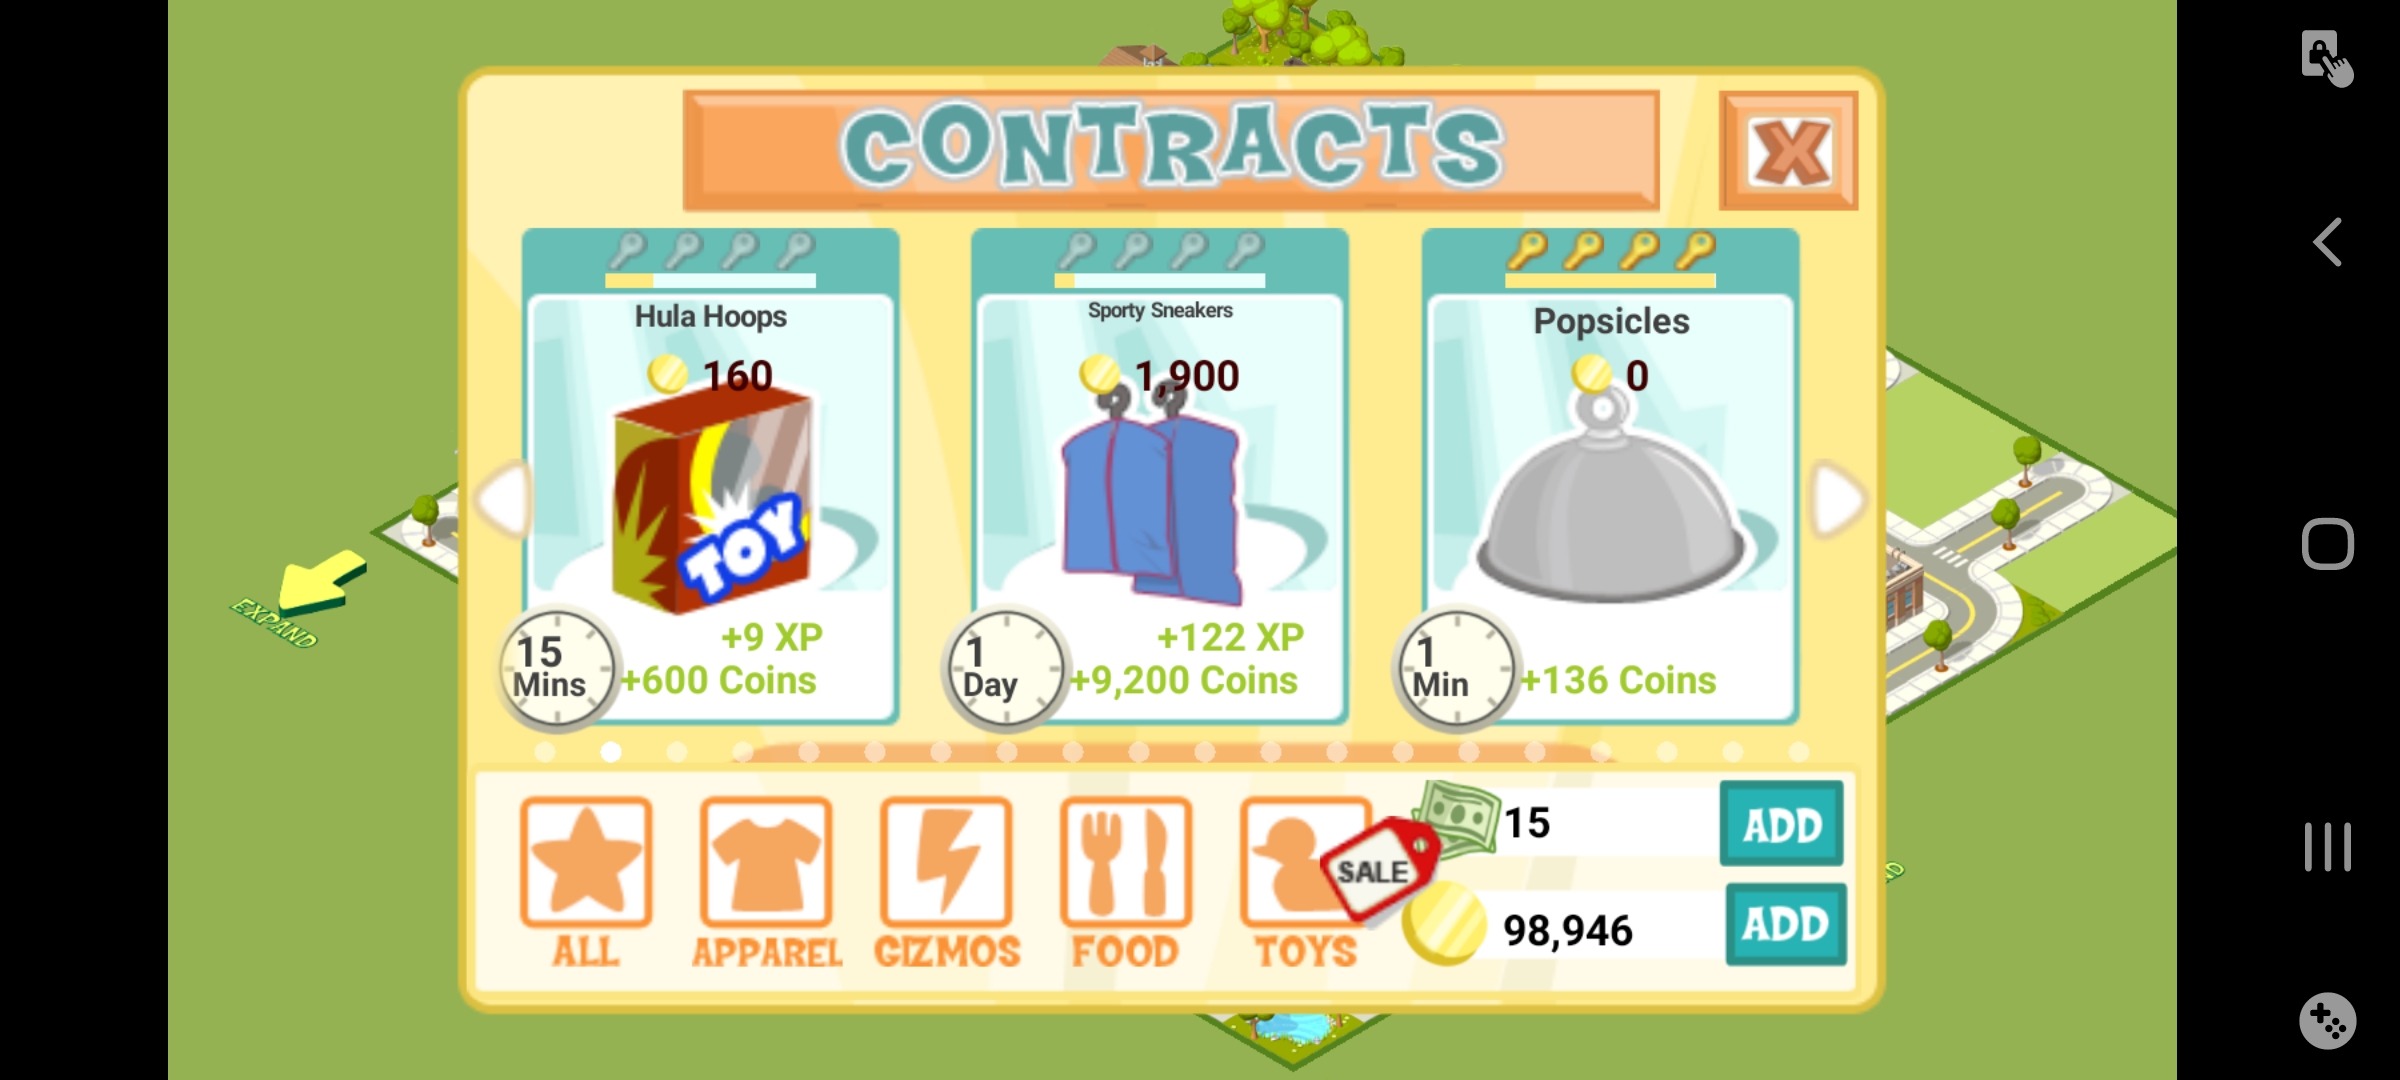 CONTRACTS
X
Hula Hoops
160
TOY
15
Mins
+9 XP
+600 Coins
Sporty Sneakers
1,900
1
Day
+122 XP
+9,200 Coins
Popsicles
0
1
Min
+136 Coins
EXPAND
ALL
APPAREL
GIZMOS
FOOD
TOYS
SALE
15
ADD
98,946
ADD